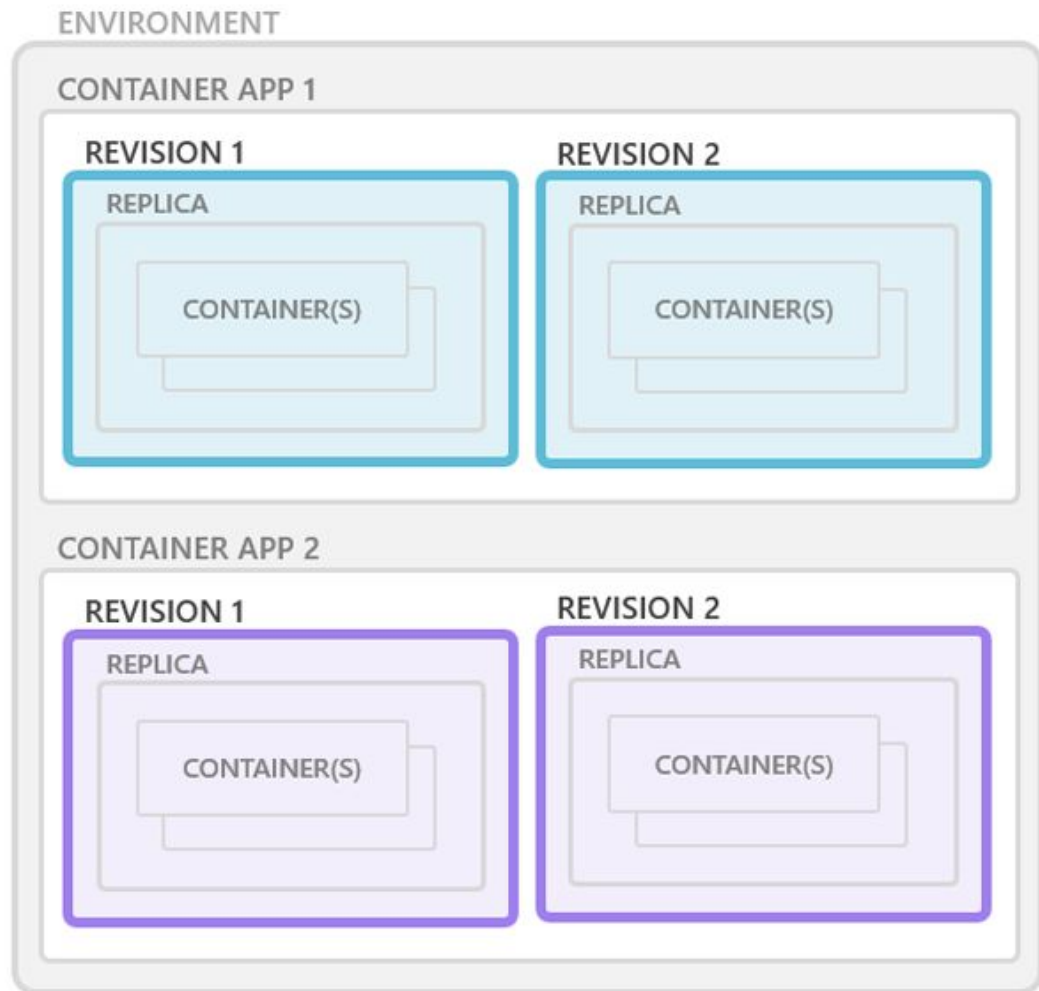 ENVIRONMENT
CONTAINER APP 1
REVISION 1
REVISION 2
REPLICA
REPLICA
CONTAINER(S)
CONTAINER(S)
CONTAINER APP 2
REVISION 1
REVISION 2
REPLICA
REPLICA
CONTAINER(S)
CONTAINER(S)